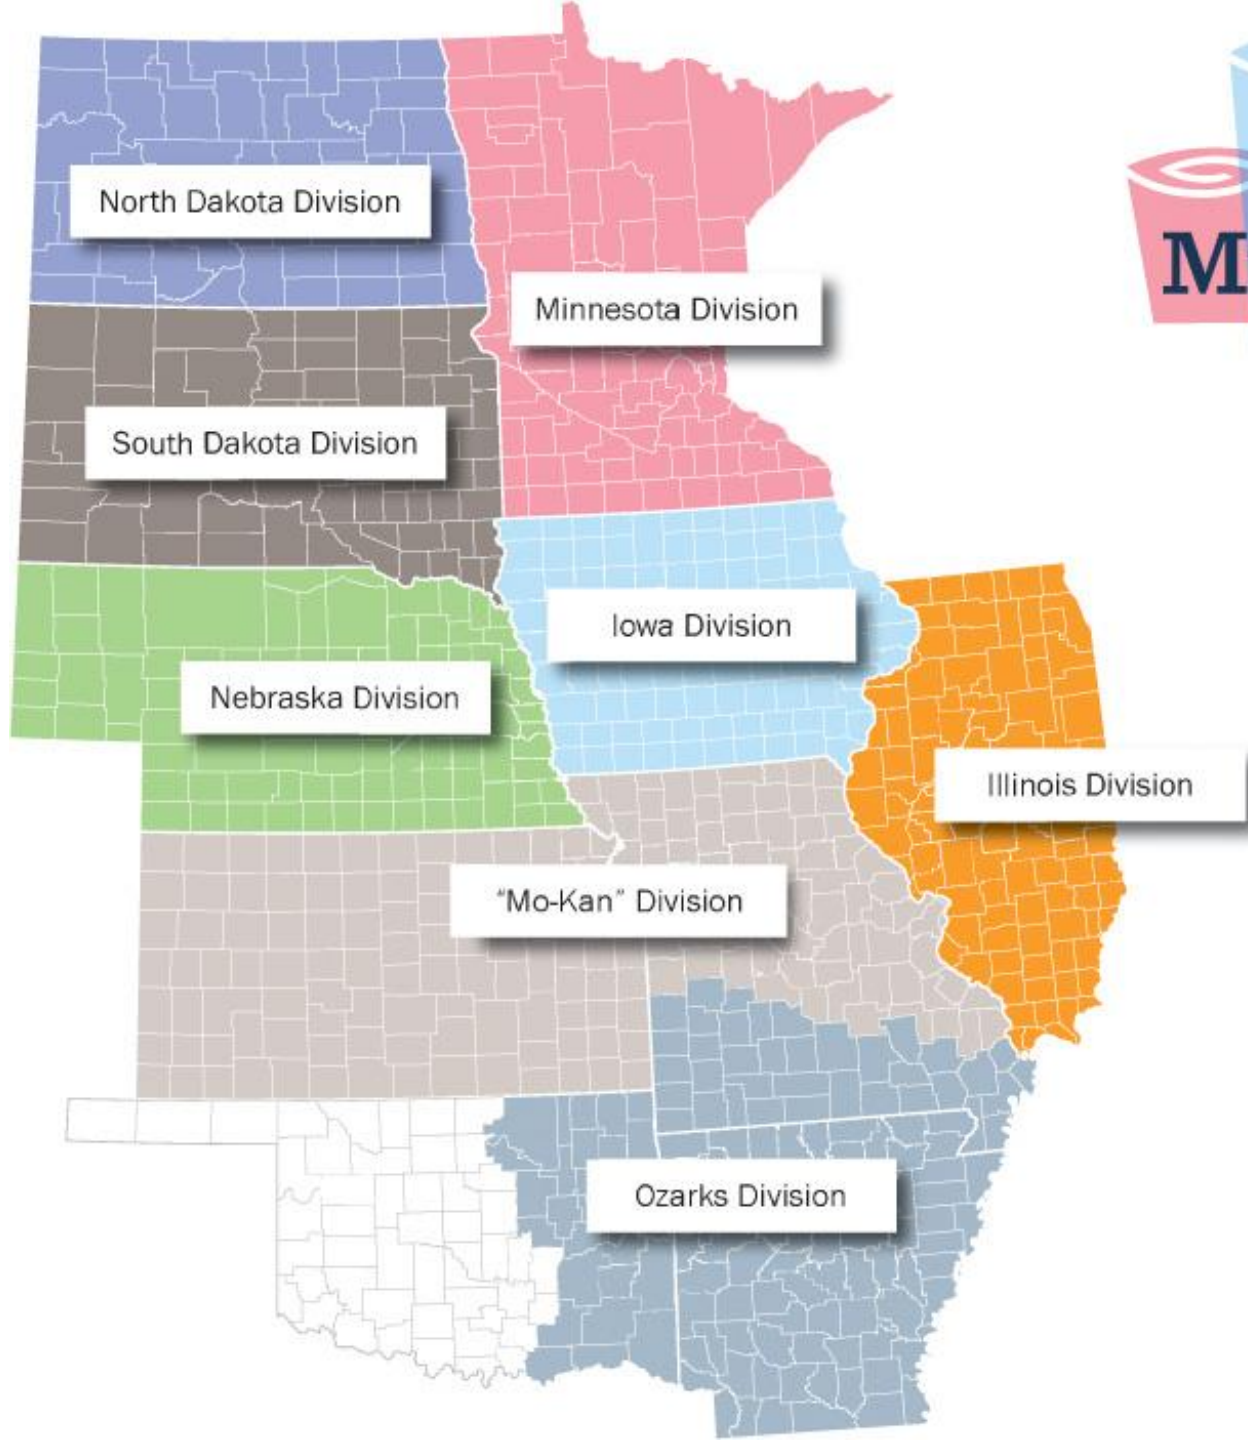 North Dakota Division
Minnesota Division
M
South Dakota Division
Iowa Division
Nebraska Division
Illinois Division
“Mo-Kan” Division
Ozarks Division